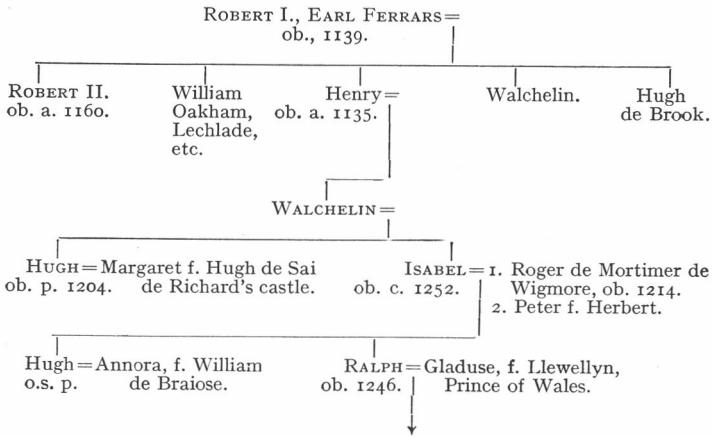 ROBERT I., EARL FERRARS=
ob., 1139.
ROBERT II.
ob. a. 1160.
William
Oakham,
Lechlade,
etc.
Henry=
ob. a. 1135.
Walchelin.
Hugh
de Brook.
WALCHELIN=
HUGH=Margaret f. Hugh de Sai
ob. p. 1204. de Richard's castle.
ISABEL=1. Roger de Mortimer de
ob. c. 1252. Wigmore, ob. 1214.
2. Peter f. Herbert.
Hugh=Annora, f. William
o.s. p. de Braiose.
RALPH=Gladuse, f. Llewellyn,
ob. 1246. Prince of Wales.